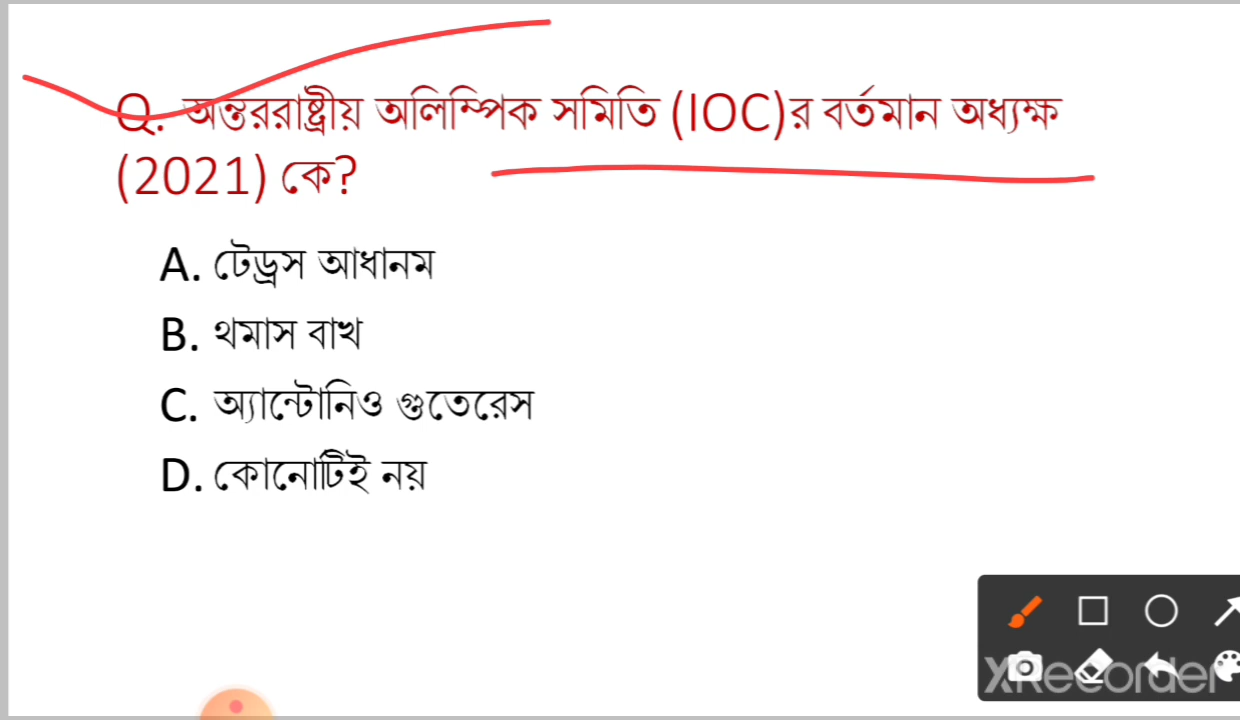 Q. অন্তররাষ্ট্রীয় অলিম্পিক সমিতি (IOC)র বর্তমান অধ্যক্ষ
(2021) কে?
A. টেড্রস আধানম
B. থমাস বাখ
C. অ্যান্টোনিও গুতেরেস
D. কোনোটিই নয়
XRecorder